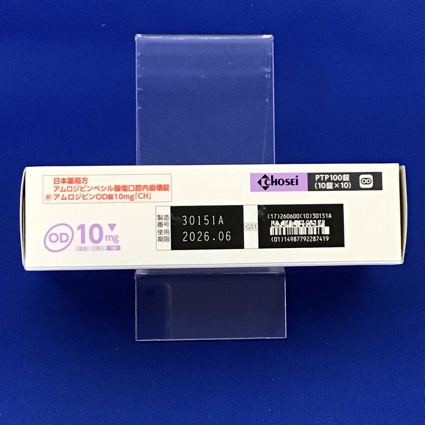 日本薬局方
アムロジピンベシル酸塩口腔内崩壊錠
アムロジピンOD錠10mg「CH」
CHOSEI
PTP100錠
(10錠×10)
OD 10mg
製造番号 30151A
使用期限 2026.06
GS1
(17)260600(10)30151A
(01)14987792287419